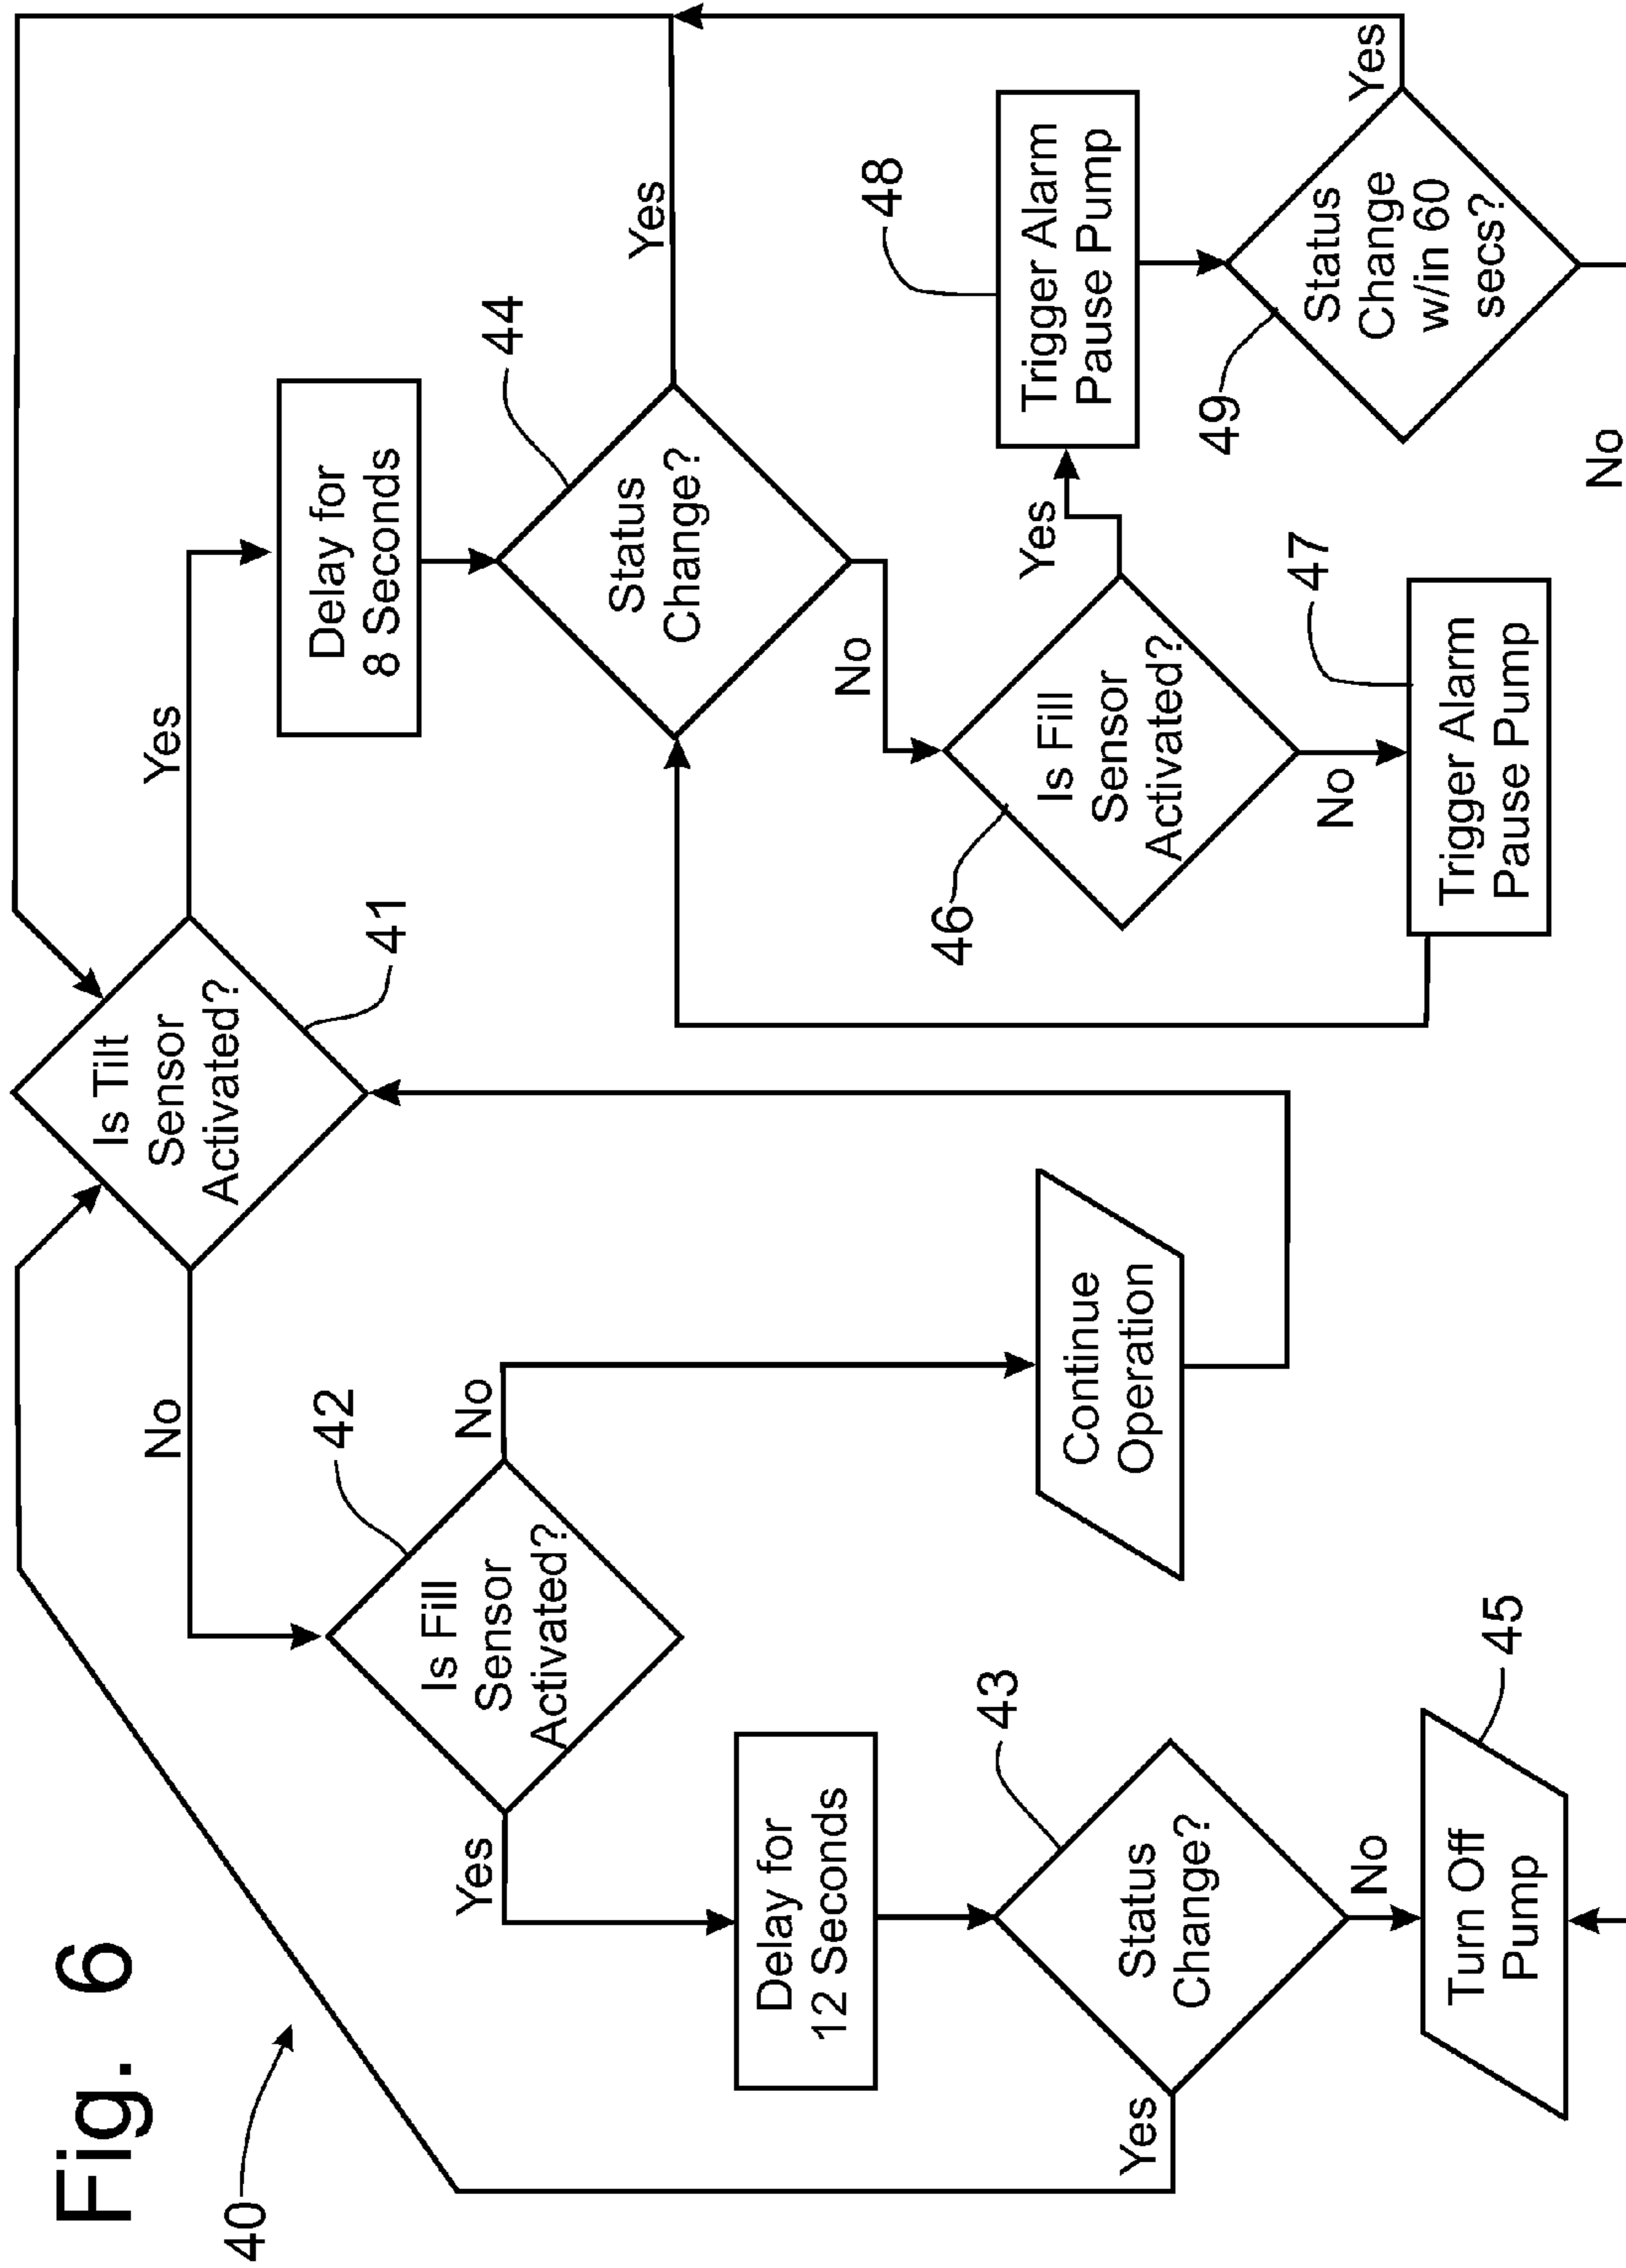 Fig. 6
40
Is Tilt
Sensor
Activated?
41
No
Yes
Is Fill
Sensor
Activated?
42
Yes
No
Delay for
12 Seconds
Status
Change?
43
Yes
No
Turn Off
Pump
45
Continue
Operation
Delay for
8 Seconds
Status
Change?
44
Yes
No
Is Fill
Sensor
Activated?
46
Yes
No
Trigger Alarm
Pause Pump
47
Trigger Alarm
Pause Pump
48
Status
Change
w/in 60
secs?
49
Yes
No